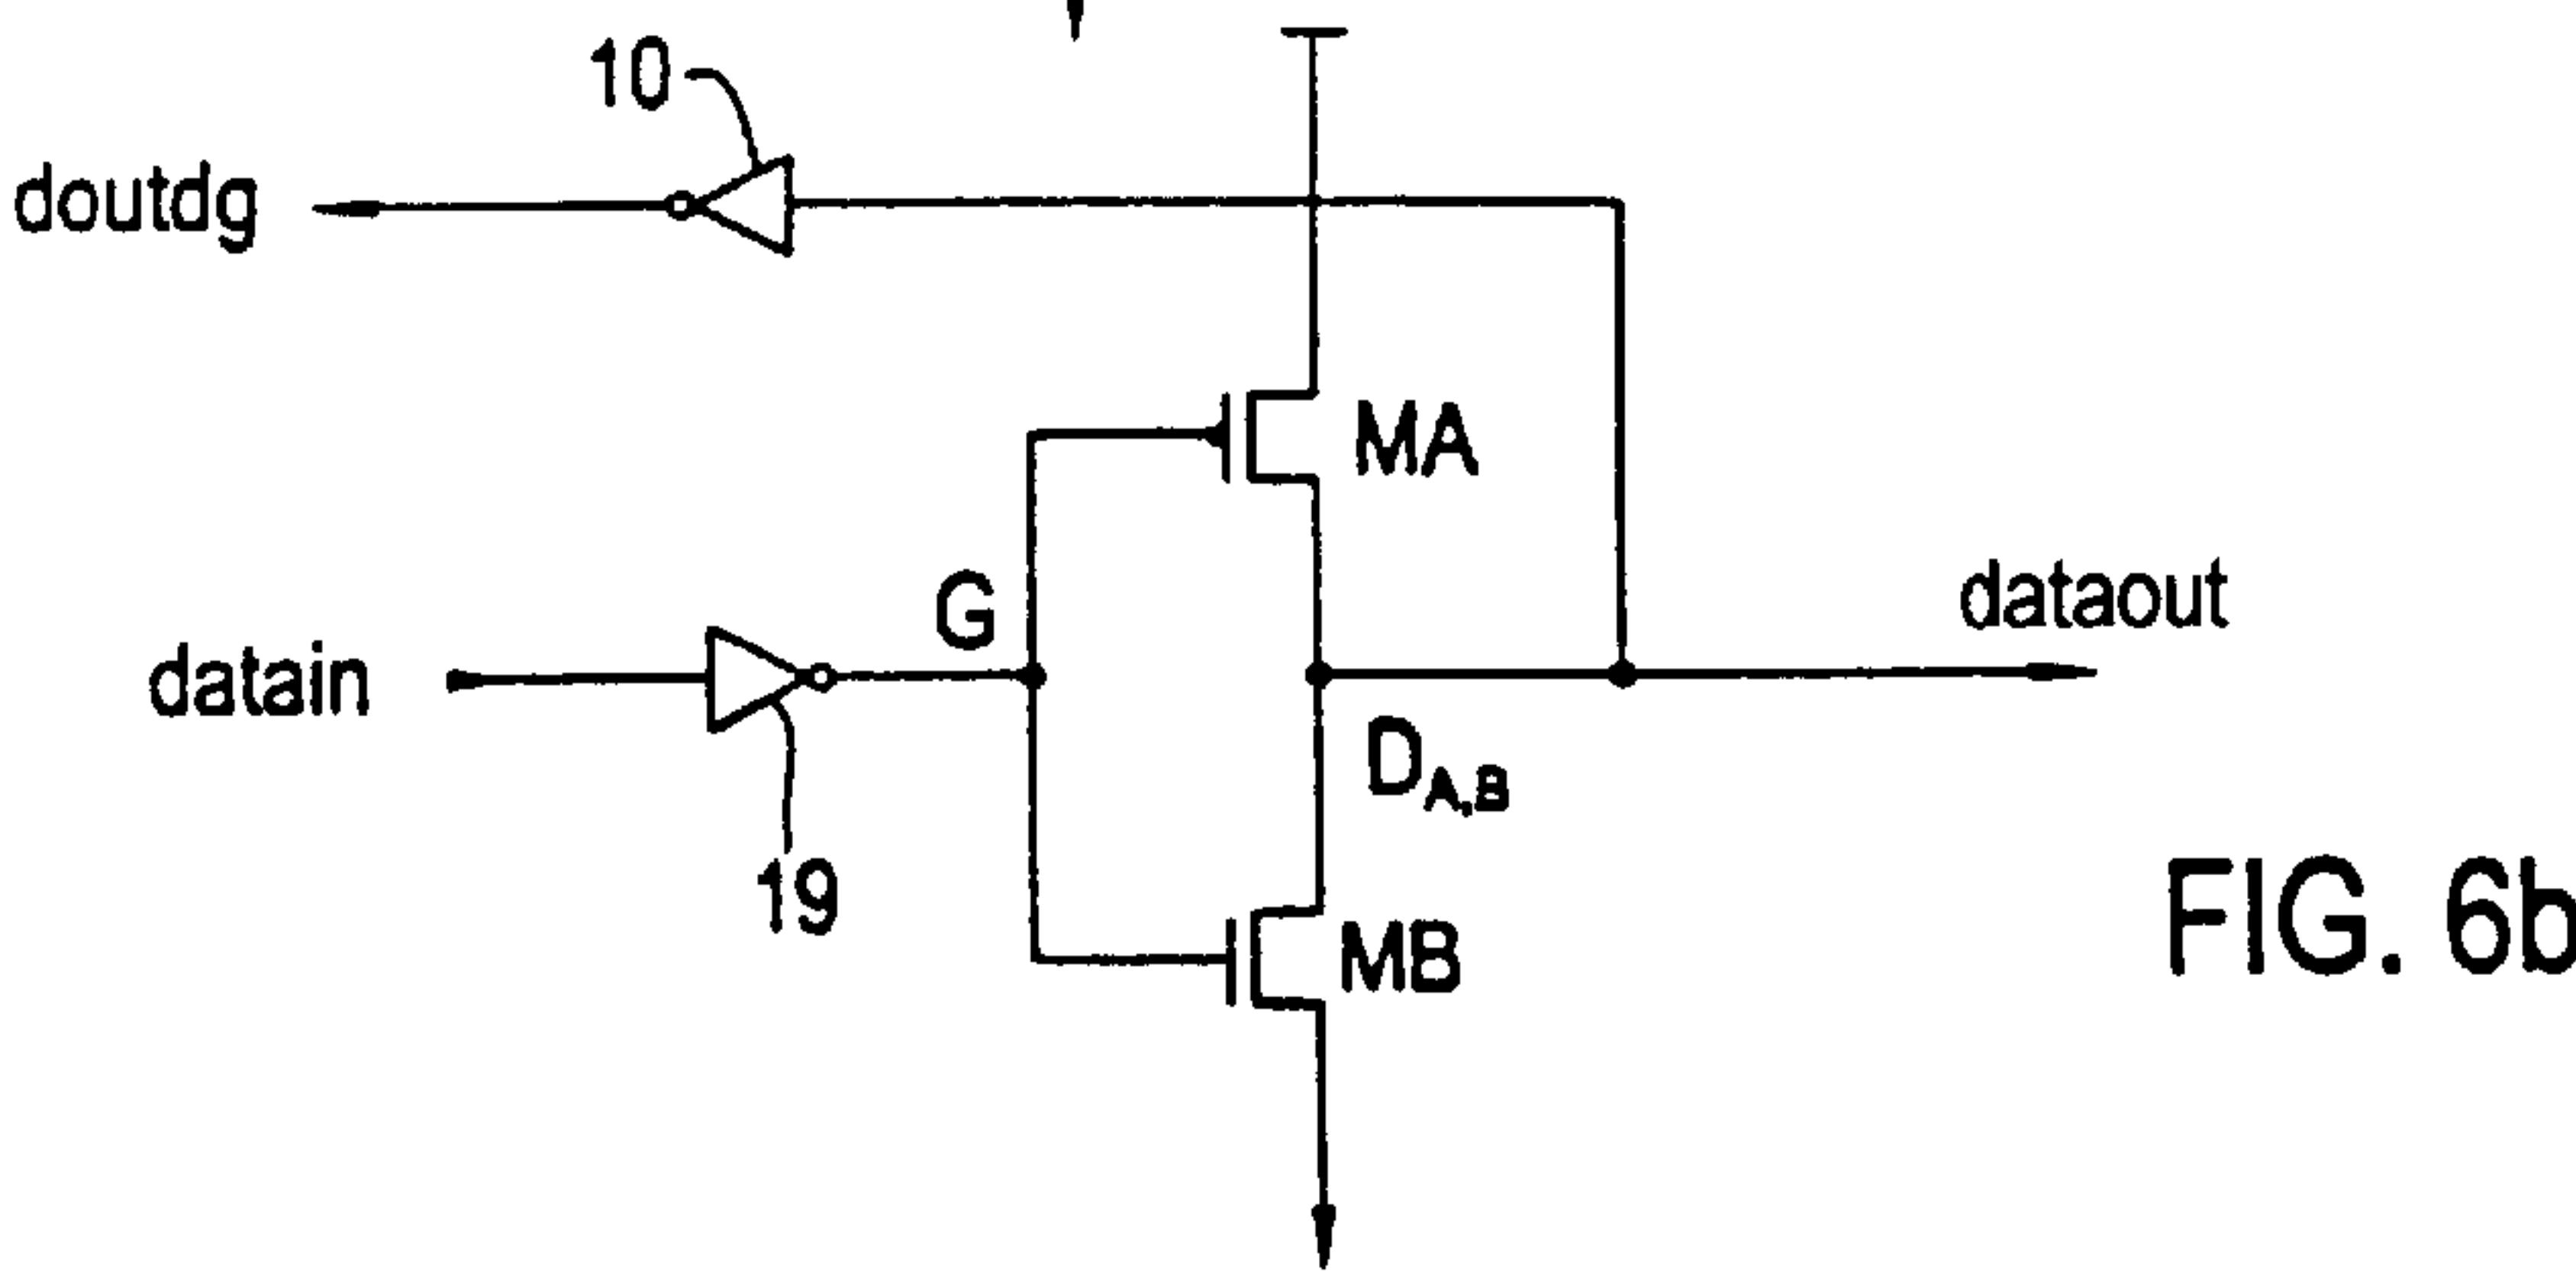 10
doutdg
MA
G
dataout
datain
D_A,B
19
MB
FIG. 6b